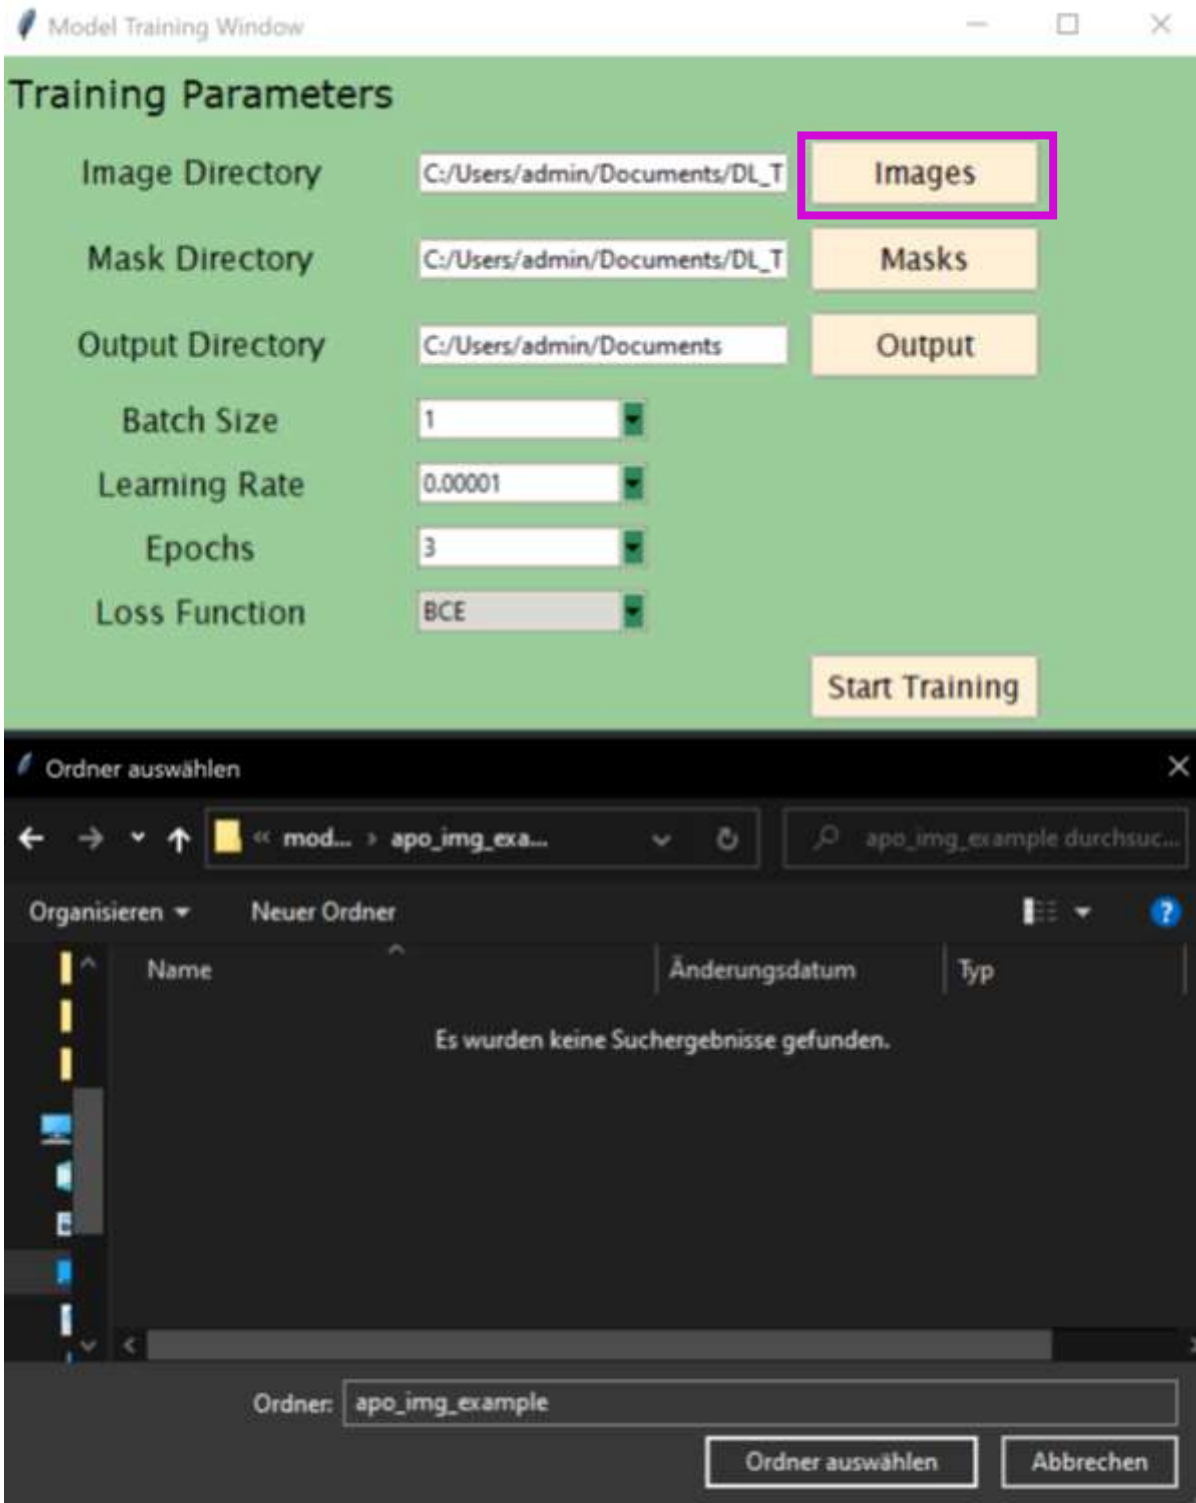 Model Training Window
Training Parameters
Image Directory C:/Users/admin/Documents/DL_T Images
Mask Directory C:/Users/admin/Documents/DL_T Masks
Output Directory C:/Users/admin/Documents Output
Batch Size 1
Learning Rate 0.00001
Epochs 3
Loss Function BCE
Start Training
Ordner auswählen
« mod... › apo_img_exa... apo_img_example durchsuc...
Organisieren Neuer Ordner ?
Name Änderungsdatum Typ
Es wurden keine Suchergebnisse gefunden.
Ordner: apo_img_example
Ordner auswählen Abbrechen